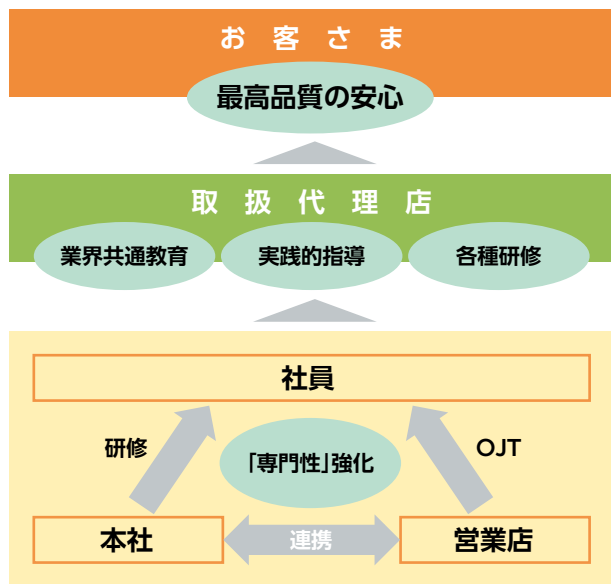 お客さま
最高品質の安心
取扱代理店
業界共通教育 実践的指導 各種研修
社員
研修 「専門性」強化 OJT
本社 連携 営業店